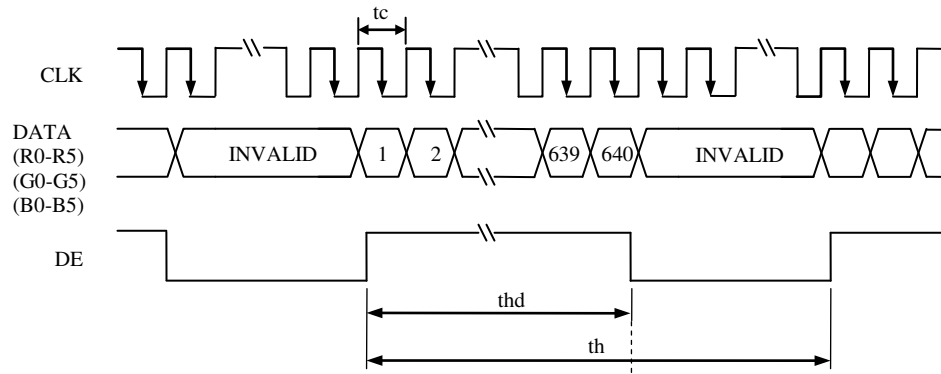 tc
CLK
DATA
(R0-R5)
(G0-G5)
(B0-B5)
INVALID 1 2 639 640 INVALID
DE
thd
th